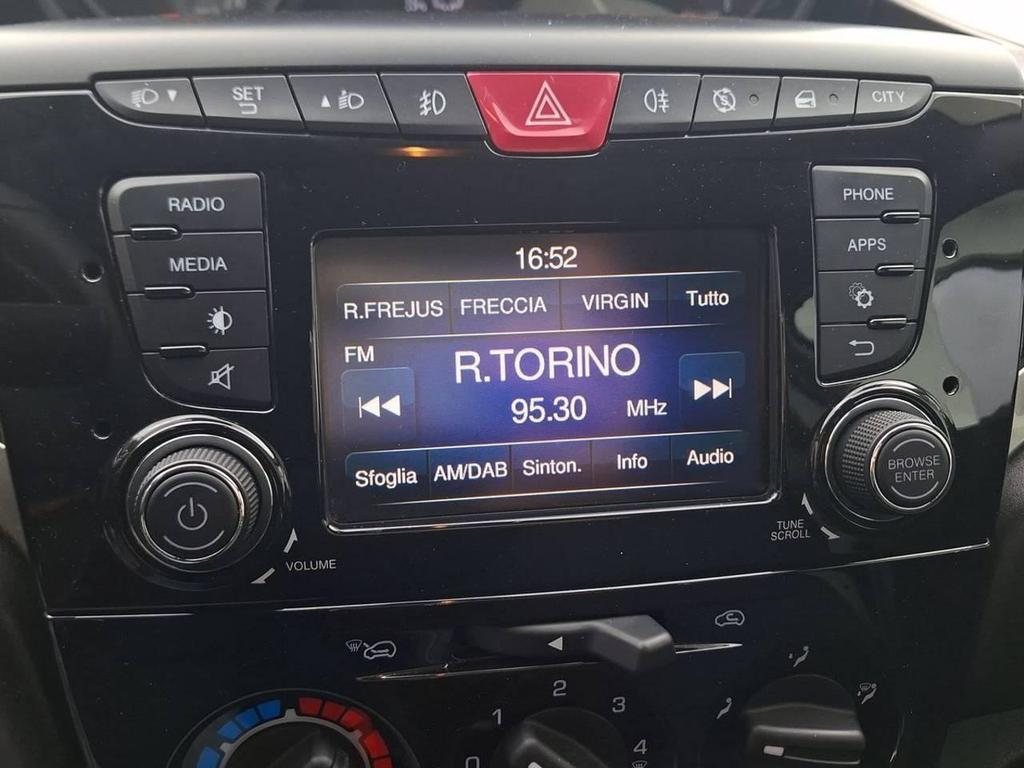 SET
CITY
RADIO
MEDIA
PHONE
APPS
16:52
R.FREJUS FRECCIA VIRGIN Tutto
FM
R.TORINO
95.30 MHz
Sfoglia AM/DAB Sinton. Info Audio
BROWSE
ENTER
TUNE
SCROLL
VOLUME
0 1 2 3 4